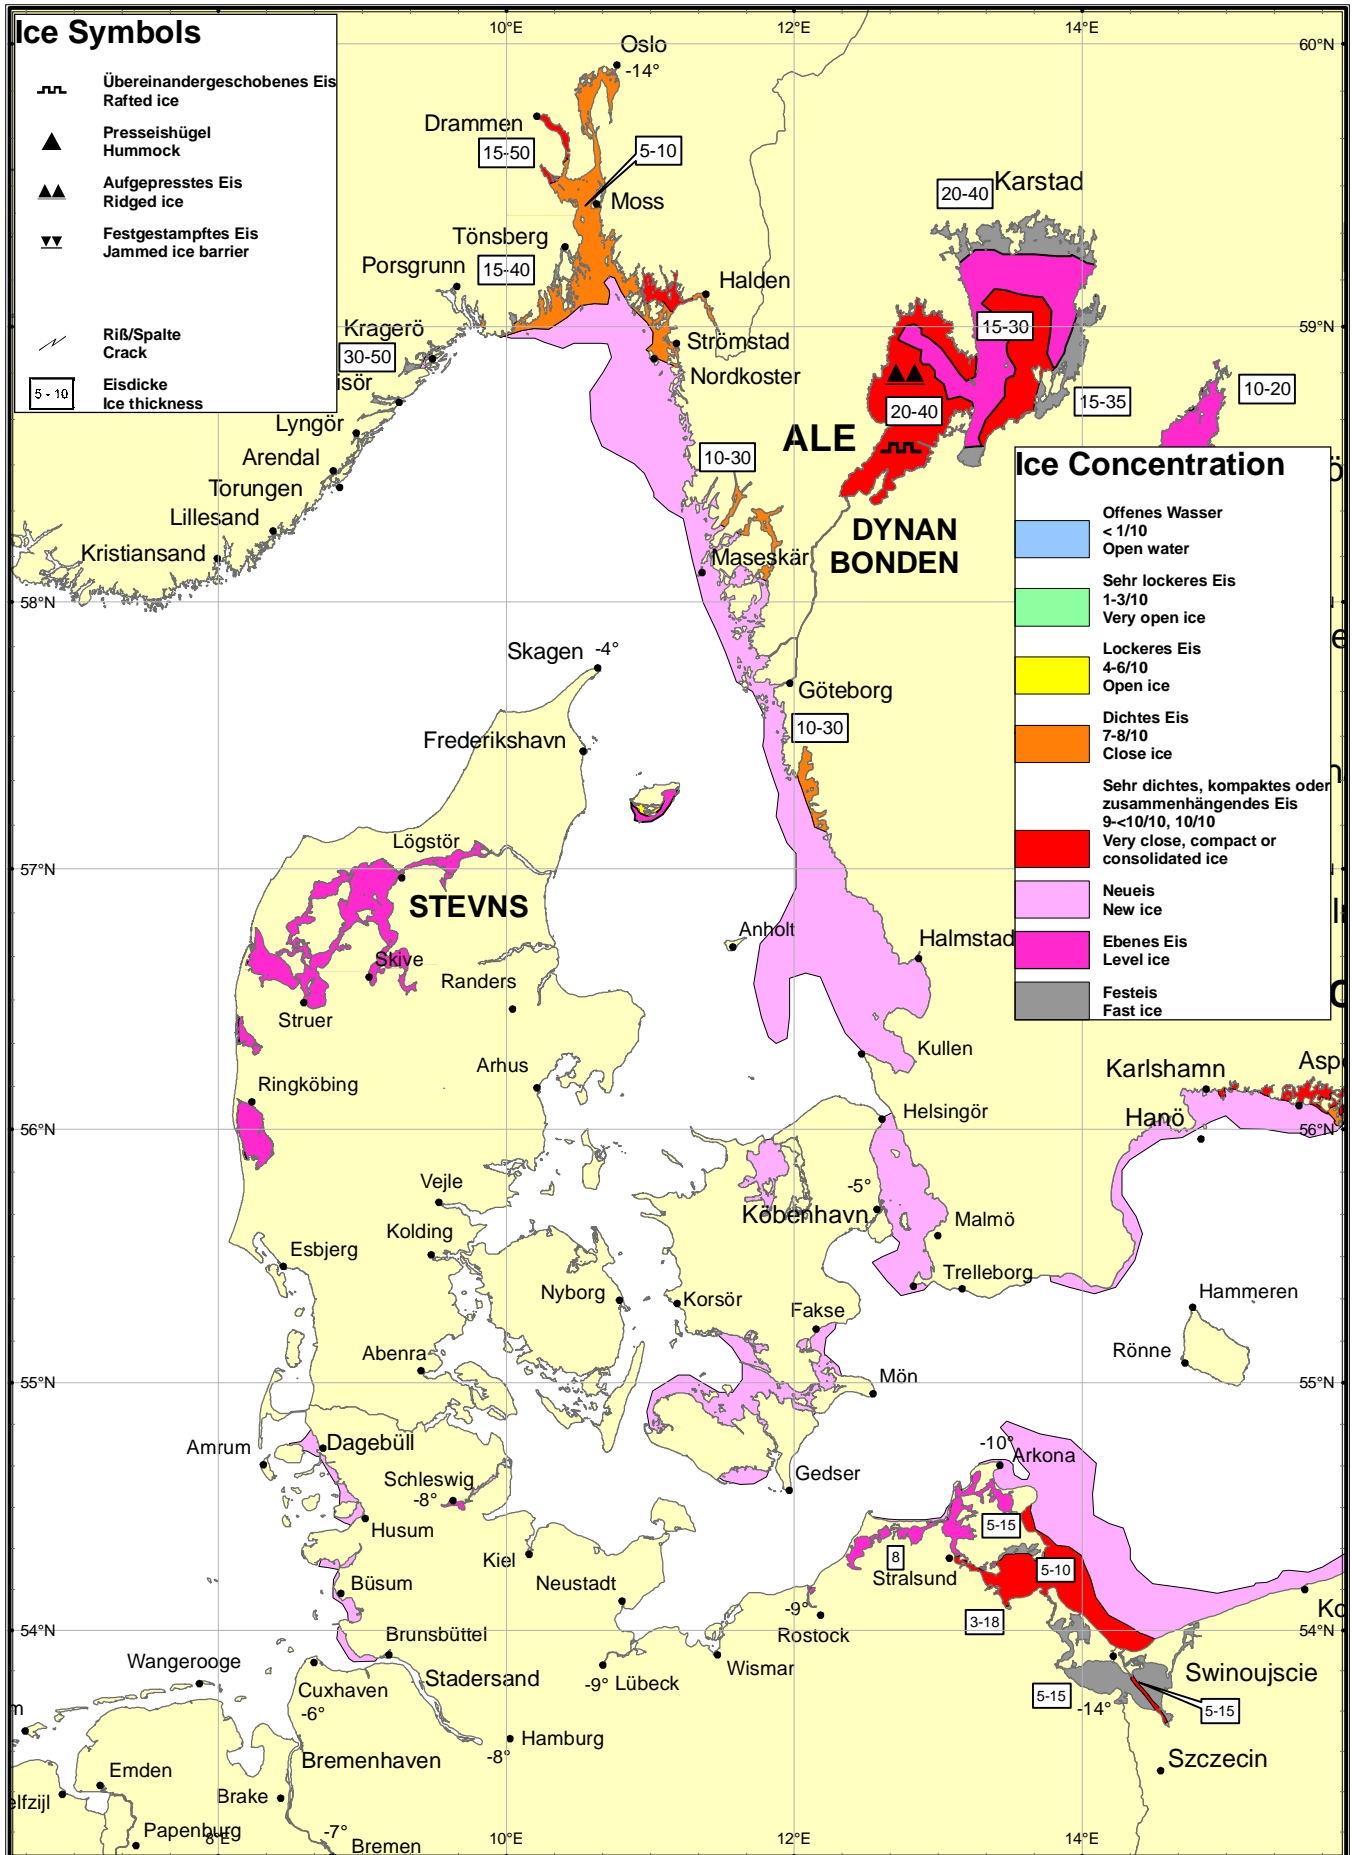 Ice Symbols
Übereinandergeschobenes Eis
Rafted ice
Presseishügel
Hummock
Aufgepresstes Eis
Ridged ice
Festgestampftes Eis
Jammed ice barrier
Riß/Spalte
Crack
5 - 10
Eisdicke
Ice thickness
10°E
12°E
14°E
60°N
Oslo
-14°
Drammen
15-50
5-10
Moss
Karstad
20-40
Tönsberg
15-40
Porsgrunn
Halden
Kragerö
30-50
isör
Strömstad
Nordkoster
15-30
59°N
20-40
15-35
10-20
Lyngör
ALE
Arendal
10-30
Torungen
Lillesand
Kristiansand
DYNAN
BONDEN
Maseskär
58°N
Ice Concentration
Offenes Wasser
< 1/10
Open water
Sehr lockeres Eis
1-3/10
Very open ice
Lockeres Eis
4-6/10
Open ice
Dichtes Eis
7-8/10
Close ice
Sehr dichtes, kompaktes oder
zusammenhängendes Eis
9-<10/10, 10/10
Very close, compact or
consolidated ice
Neueis
New ice
Ebenes Eis
Level ice
Festeis
Fast ice
Skagen -4°
Göteborg
Frederikshavn
10-30
Lögstör
57°N
STEVNS
Anholt
Halmstad
Skive
Randers
Struer
Kullen
Arhus
Ringköbing
Karlshamn
Asp
Helsingör
Hanö
56°N
56°N
Vejle
-5°
Köbenhavn
Malmö
Kolding
Esbjerg
Trelleborg
Nyborg
Korsör
Hammeren
Fakse
Abenra
Rönne
55°N
Mön
55°N
Amrum
Dagebüll
-10°
Arkona
Schleswig
-8°
Gedser
Husum
5-15
Kiel
8
5-10
Büsum
Neustadt
Stralsund
-9°
3-18
54°N
Rostock
54°N
Ko
Brunsbüttel
Wangerooge
Wismar
Stadersand
Swinoujscie
Cuxhaven
-6°
-9° Lübeck
5-15
-14°
5-15
m
Hamburg
-8°
Bremenhaven
Szczecin
Emden
Brake
elfzijl
Papenburg
-7°
Bremen
8°E
10°E
12°E
14°E